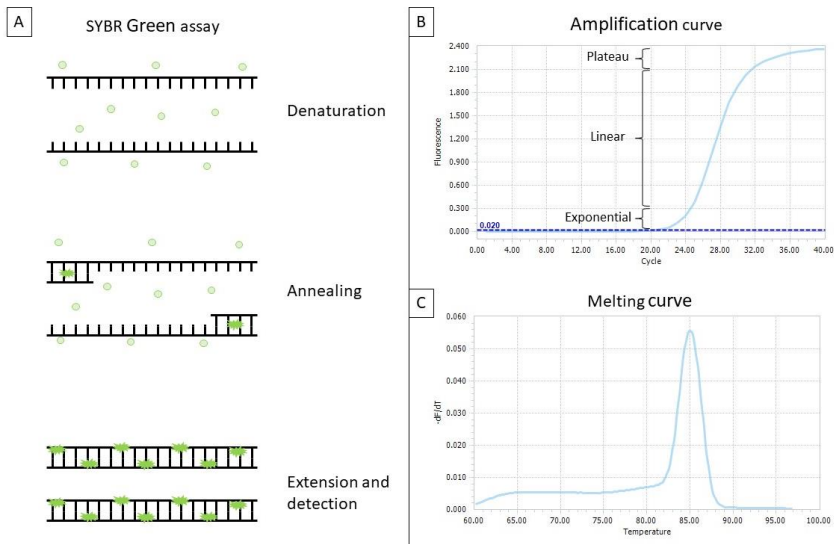 A
SYBR Green assay
Denaturation
Annealing
Extension and
detection
B
Amplification curve
2.400
2.100
1.800
1.500
1.200
0.900
0.600
0.300
0.000
Fluorescence
Plateau
Linear
Exponential
0.020
0.00 4.00 8.00 12.00 16.00 20.00 24.00 28.00 32.00 36.00 40.00
Cycle
C
Melting curve
0.060
0.050
0.040
0.030
0.020
0.010
0.000
-dF/dT
60.00 65.00 70.00 75.00 80.00 85.00 90.00 95.00 100.00
Temperature